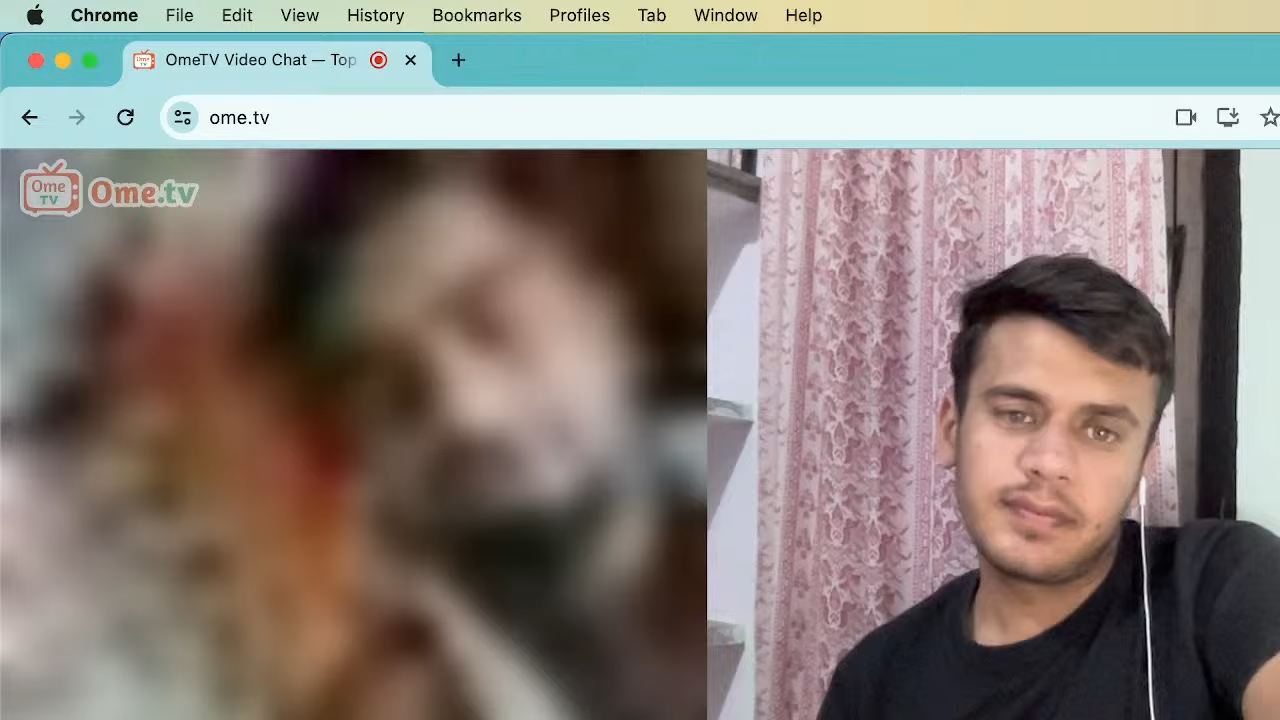 Chrome File Edit View History Bookmarks Profiles Tab Window Help
OmeTV Video Chat — Top
ome.tv
Ome TV Ome.tv